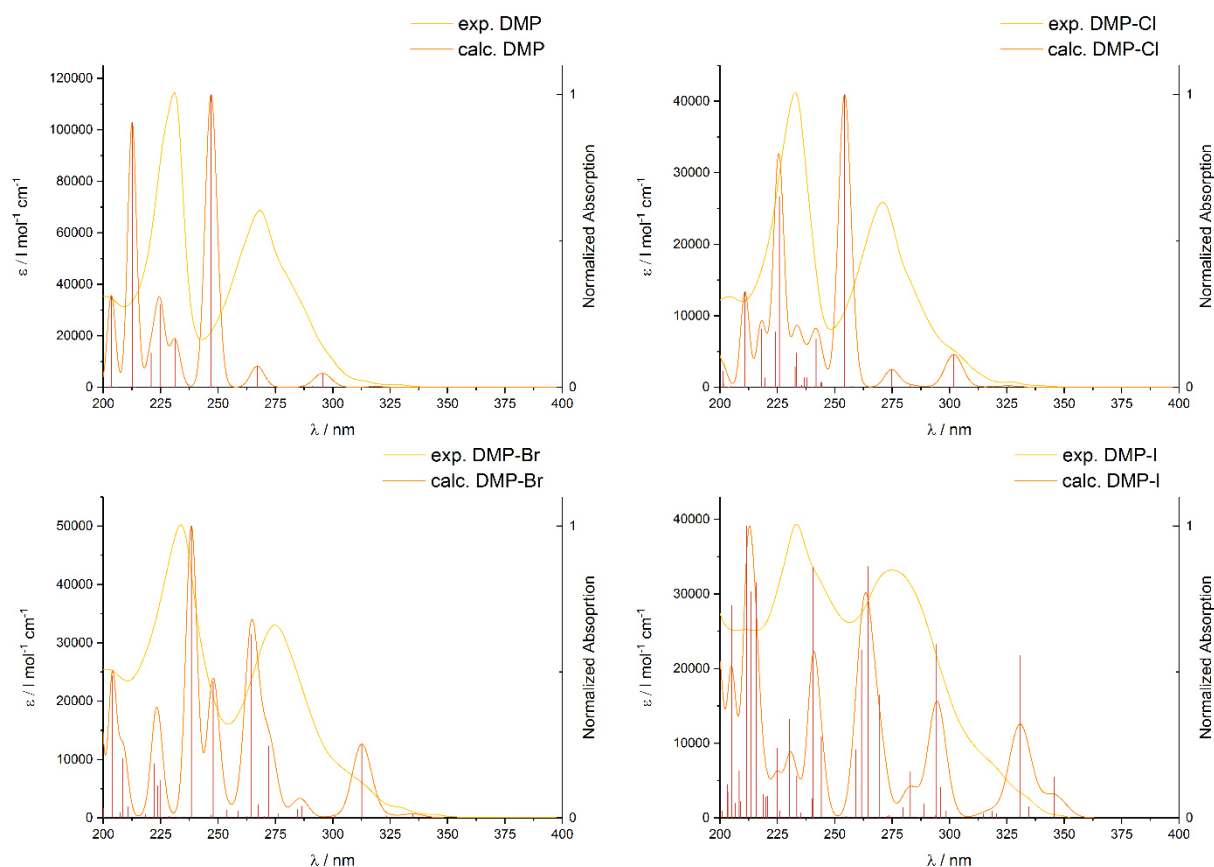 exp. DMP
calc. DMP
120000
100000
80000
60000
40000
20000
0
ε / l mol⁻¹ cm⁻¹
1
0
Normalized Absorption
200 225 250 275 300 325 350 375 400
λ / nm
exp. DMP-Cl
calc. DMP-Cl
40000
30000
20000
10000
0
ε / l mol⁻¹ cm⁻¹
1
0
Normalized Absorption
200 225 250 275 300 325 350 375 400
λ / nm
exp. DMP-Br
calc. DMP-Br
50000
40000
30000
20000
10000
0
ε / l mol⁻¹ cm⁻¹
1
0
Normalized Absoprtion
200 225 250 275 300 325 350 375 400
λ / nm
exp. DMP-I
calc. DMP-I
40000
30000
20000
10000
0
ε / l mol⁻¹ cm⁻¹
1
0
Normalized Absorption
200 225 250 275 300 325 350 375 400
λ / nm